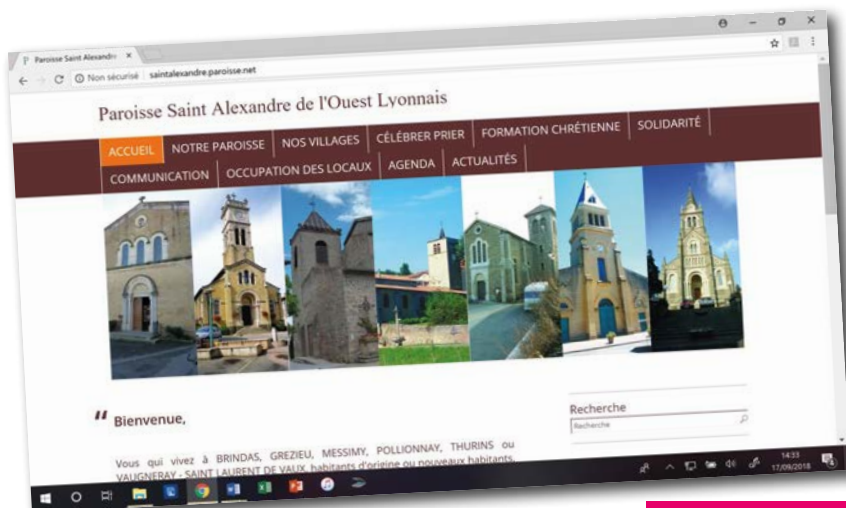 Paroisse Saint Alexandre
Non sécurisé saintalexandre.paroisse.net
Paroisse Saint Alexandre de l'Ouest Lyonnais
ACCUEIL NOTRE PAROISSE NOS VILLAGES CÉLÉBRER PRIER FORMATION CHRÉTIENNE SOLIDARITÉ
COMMUNICATION OCCUPATION DES LOCAUX AGENDA ACTUALITÉS
" Bienvenue,
Recherche
Recherche
Vous qui vivez à BRINDAS, GREZIEU, MESSIMY, POLLIONNAY, THURINS ou
VAUGNERAY - SAINT LAURENT DE VAUX, habitants d'origine ou nouveaux habitants,
14:33
17/09/2018